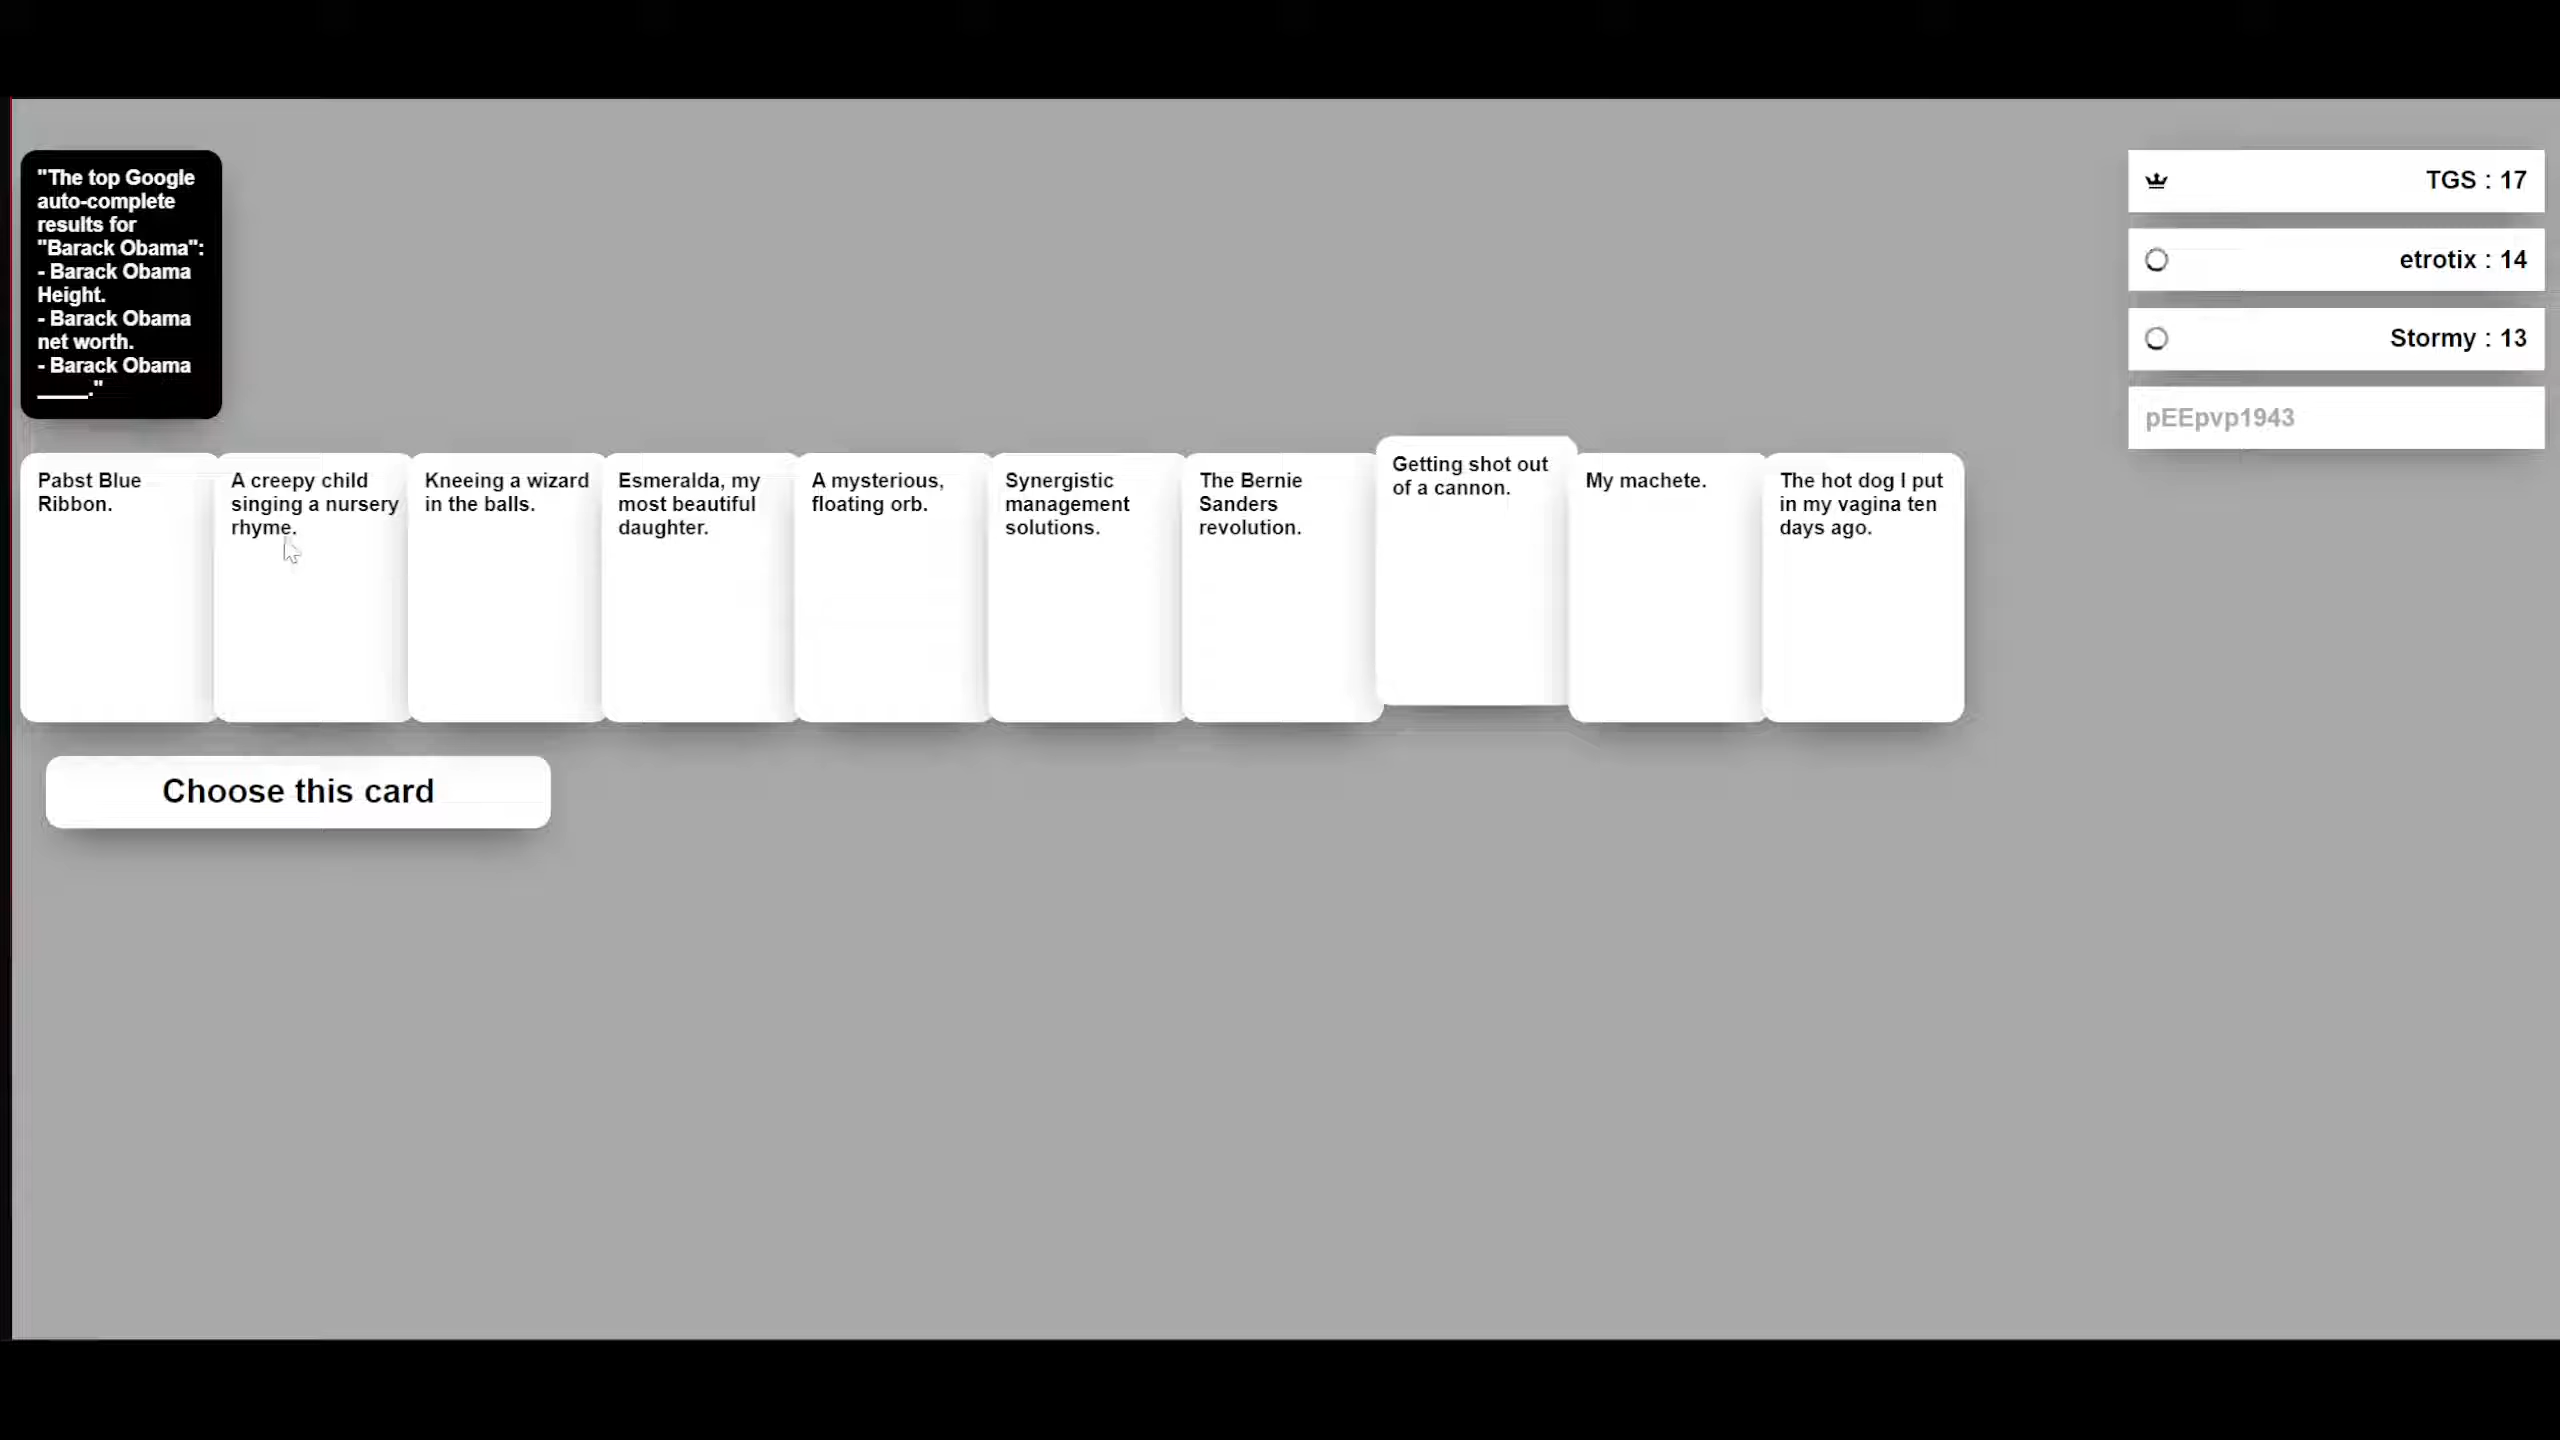 "The top Google
auto-complete
results for
"Barack Obama":
- Barack Obama
Height.
- Barack Obama
net worth.
- Barack Obama
_____."
Pabst Blue
Ribbon.
A creepy child
singing a nursery
rhyme.
Kneeing a wizard
in the balls.
Esmeralda, my
most beautiful
daughter.
A mysterious,
floating orb.
Synergistic
management
solutions.
The Bernie
Sanders
revolution.
Getting shot out
of a cannon.
My machete.
The hot dog I put
in my vagina ten
days ago.
Choose this card
TGS : 17
etrotix : 14
Stormy : 13
pEEpvp1943